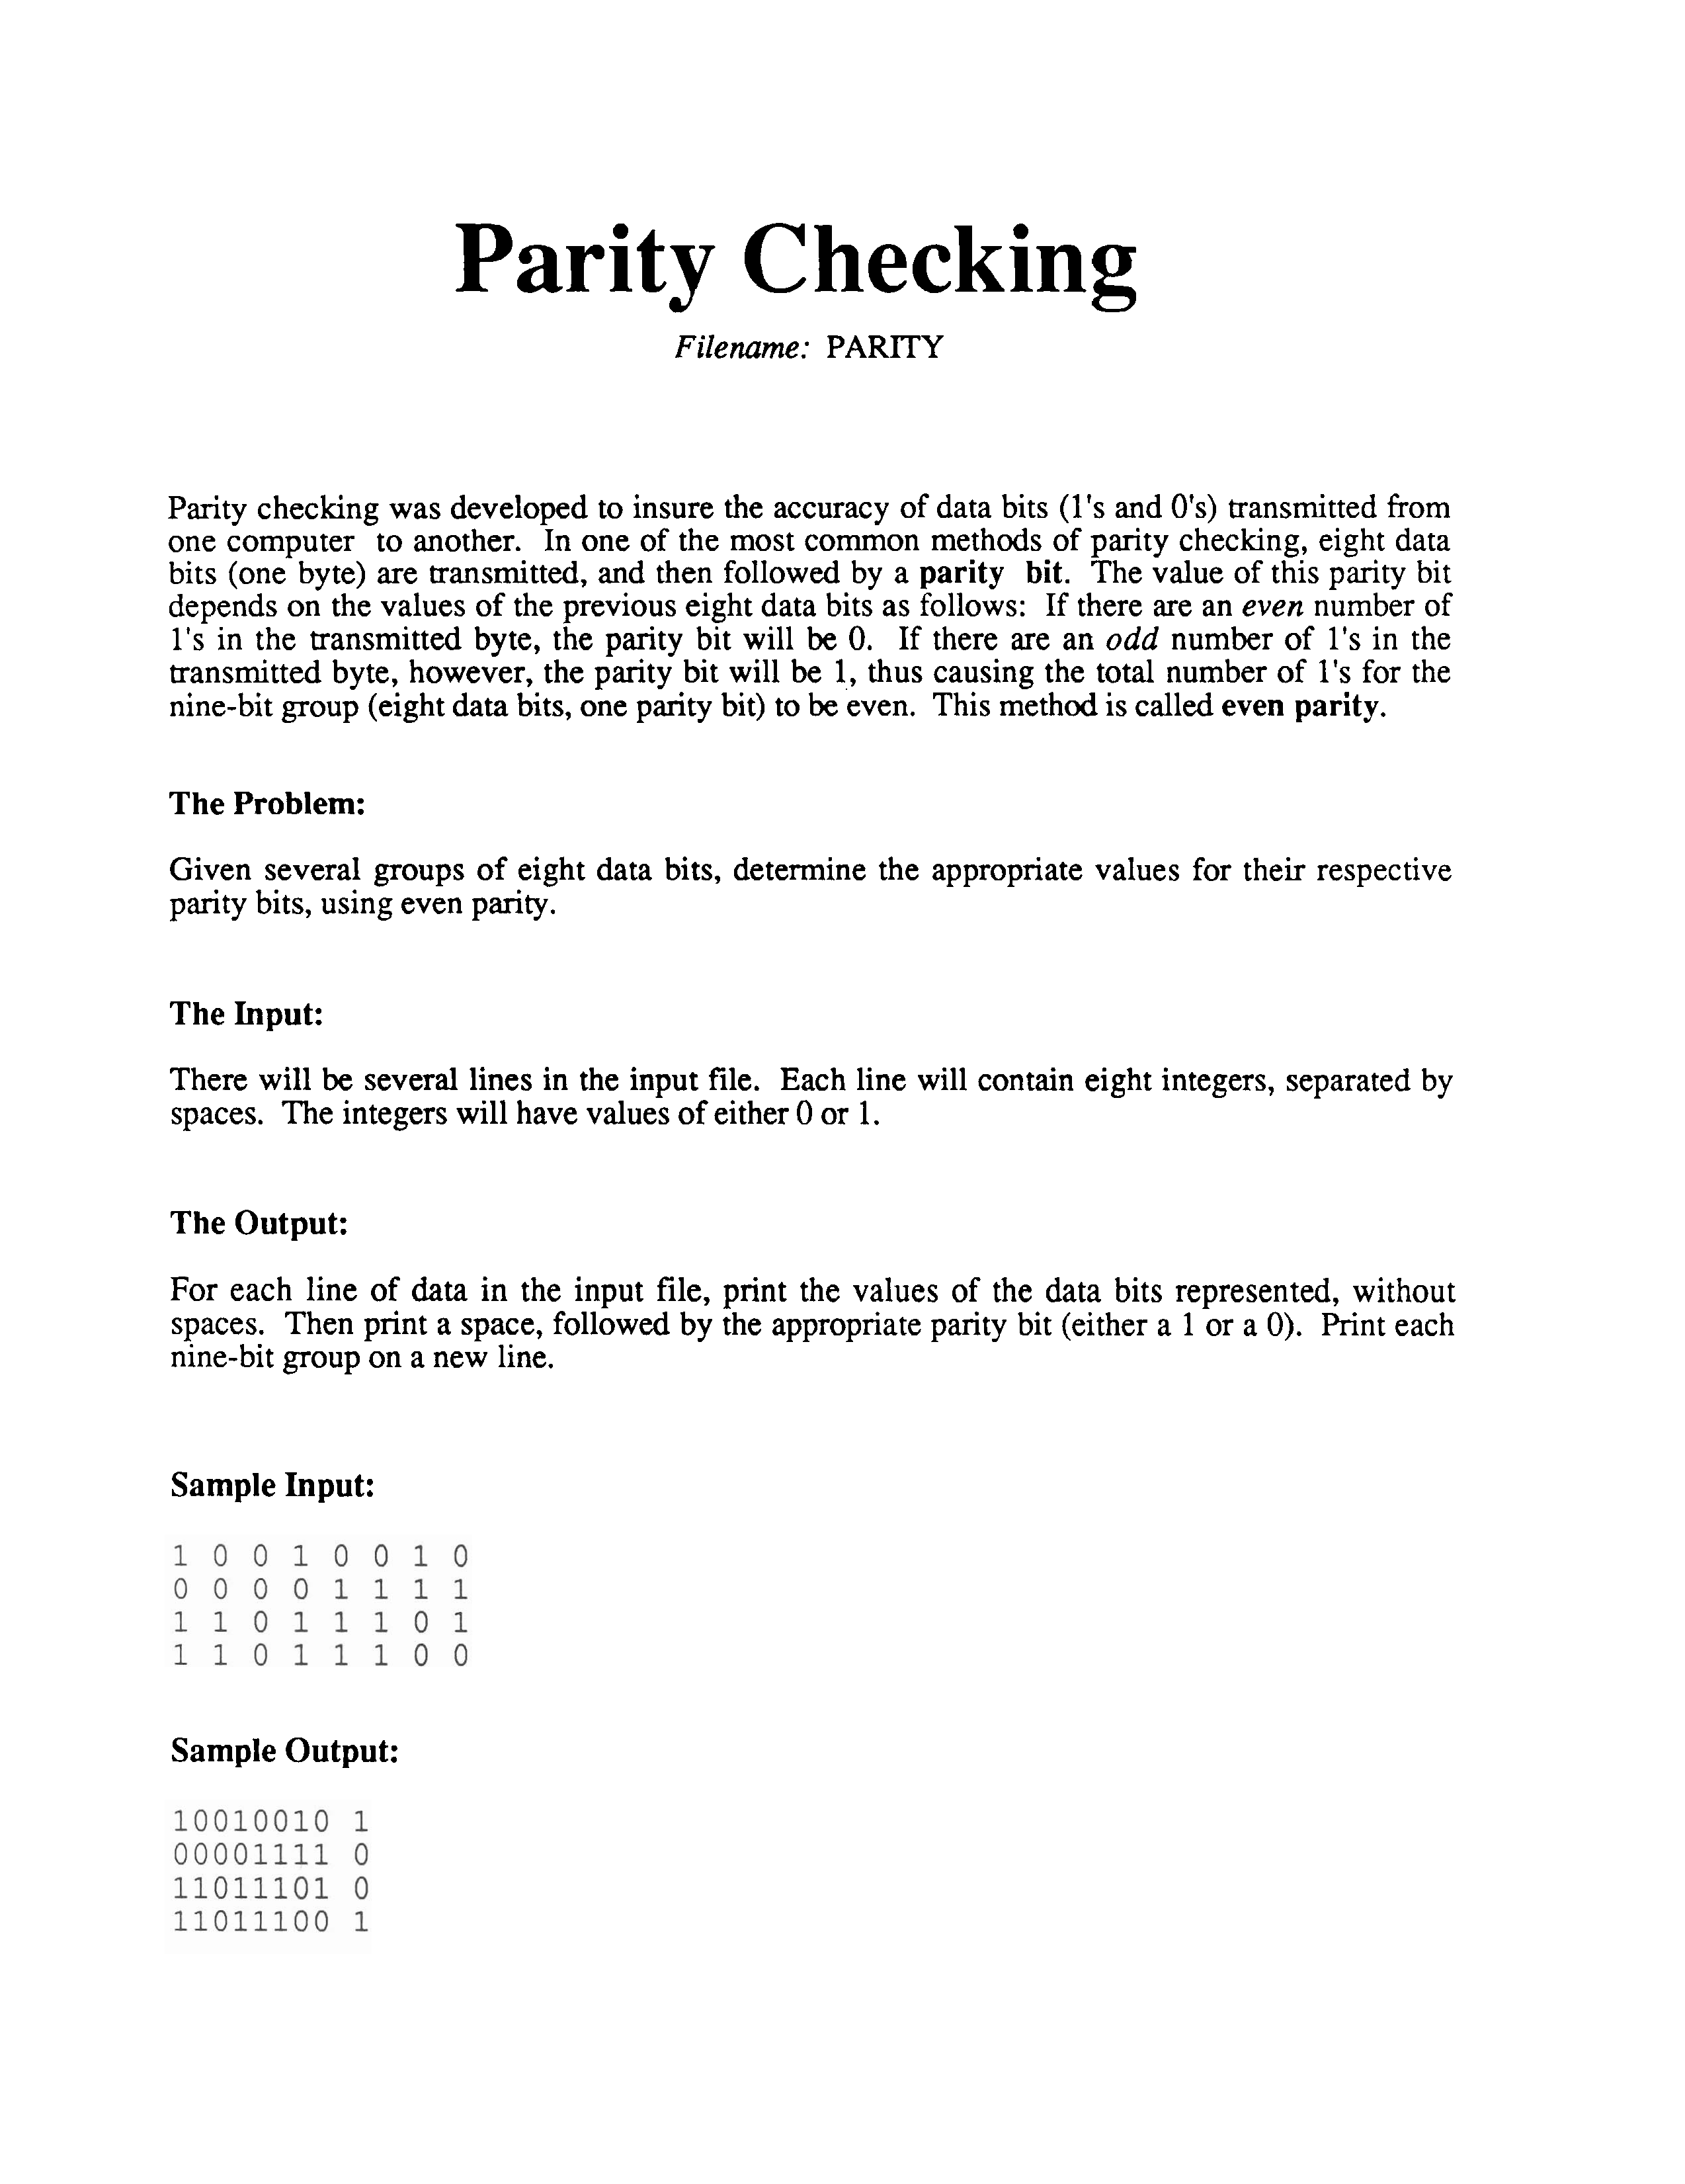 Parity Checking
Filename: PARITY
Parity checking was developed to insure the accuracy of data bits (1's and 0's) transmitted from
one computer to another. In one of the most common methods of parity checking, eight data
bits (one byte) are transmitted, and then followed by a parity bit. The value of this parity bit
depends on the values of the previous eight data bits as follows: If there are an even number of
1's in the transmitted byte, the parity bit will be 0. If there are an odd number of 1's in the
transmitted byte, however, the parity bit will be 1, thus causing the total number of 1's for the
nine-bit group (eight data bits, one parity bit) to be even. This method is called even parity.
The Problem:
Given several groups of eight data bits, determine the appropriate values for their respective
parity bits, using even parity.
The Input:
There will be several lines in the input file. Each line will contain eight integers, separated by
spaces. The integers will have values of either 0 or 1.
The Output:
For each line of data in the input file, print the values of the data bits represented, without
spaces. Then print a space, followed by the appropriate parity bit (either a 1 or a 0). Print each
nine-bit group on a new line.
Sample Input:
1 0 0 1 0 0 1 0
0 0 0 0 1 1 1 1
1 1 0 1 1 1 0 1
1 1 0 1 1 1 0 0
Sample Output:
10010010 1
00001111 0
11011101 0
11011100 1